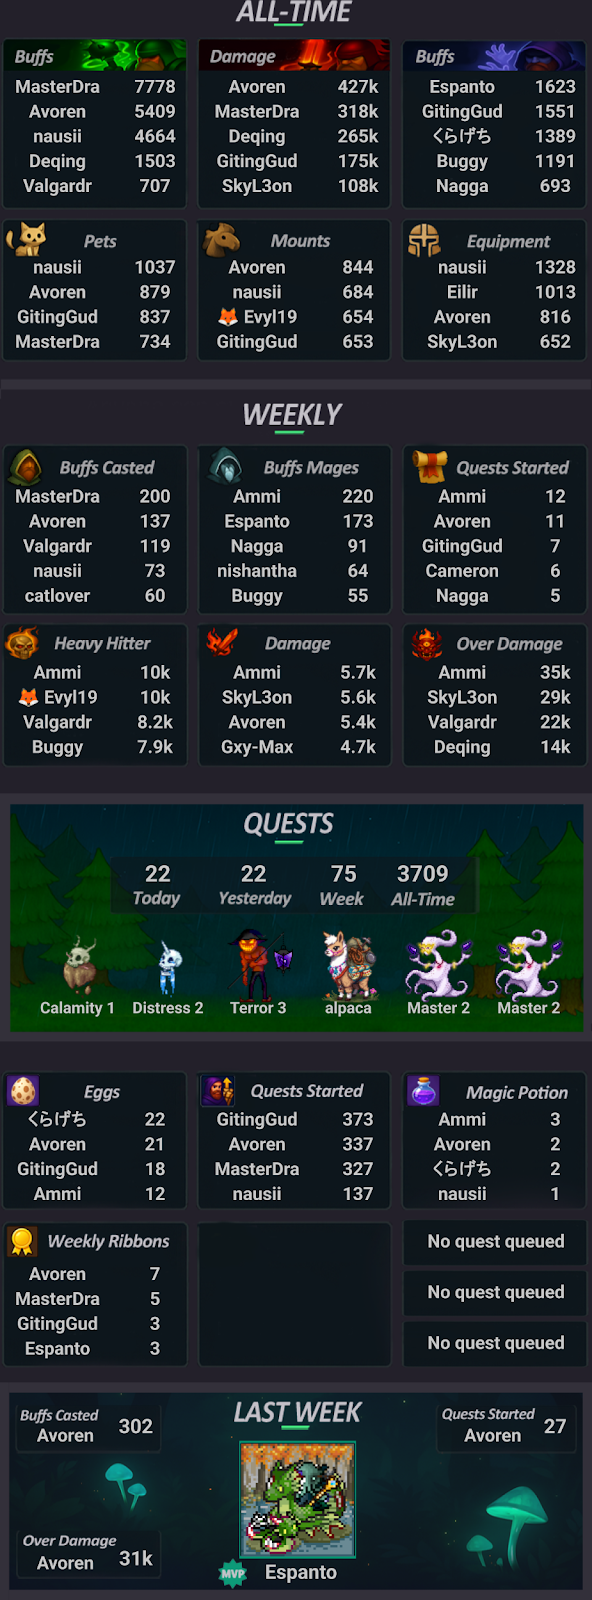 ALL-TIME
Buffs
MasterDra 7778
Avoren 5409
nausii 4664
Deqing 1503
Valgardr 707
Damage
Avoren 427k
MasterDra 318k
Deqing 265k
GitingGud 175k
SkyL3on 108k
Buffs
Espanto 1623
GitingGud 1551
くらげち 1389
Buggy 1191
Nagga 693
Pets
nausii 1037
Avoren 879
GitingGud 837
MasterDra 734
Mounts
Avoren 844
nausii 684
🦊 Evyl19 654
GitingGud 653
Equipment
nausii 1328
Eilir 1013
Avoren 816
SkyL3on 652
WEEKLY
Buffs Casted
MasterDra 200
Avoren 137
Valgardr 119
nausii 73
catlover 60
Buffs Mages
Ammi 220
Espanto 173
Nagga 91
nishantha 64
Buggy 55
Quests Started
Ammi 12
Avoren 11
GitingGud 7
Cameron 6
Nagga 5
Heavy Hitter
Ammi 10k
🦊 Evyl19 10k
Valgardr 8.2k
Buggy 7.9k
Damage
Ammi 5.7k
SkyL3on 5.6k
Avoren 5.4k
Gxy-Max 4.7k
Over Damage
Ammi 35k
SkyL3on 29k
Valgardr 22k
Deqing 14k
QUESTS
22 22 75 3709
Today Yesterday Week All-Time
Calamity 1 Distress 2 Terror 3 alpaca Master 2 Master 2
Eggs
くらげち 22
Avoren 21
GitingGud 18
Ammi 12
Quests Started
GitingGud 373
Avoren 337
MasterDra 327
nausii 137
Magic Potion
Ammi 3
Avoren 2
くらげち 2
nausii 1
Weekly Ribbons
Avoren 7
MasterDra 5
GitingGud 3
Espanto 3
No quest queued
No quest queued
No quest queued
LAST WEEK
Buffs Casted
Avoren 302
Quests Started
Avoren 27
Over Damage
Avoren 31k
MVP Espanto